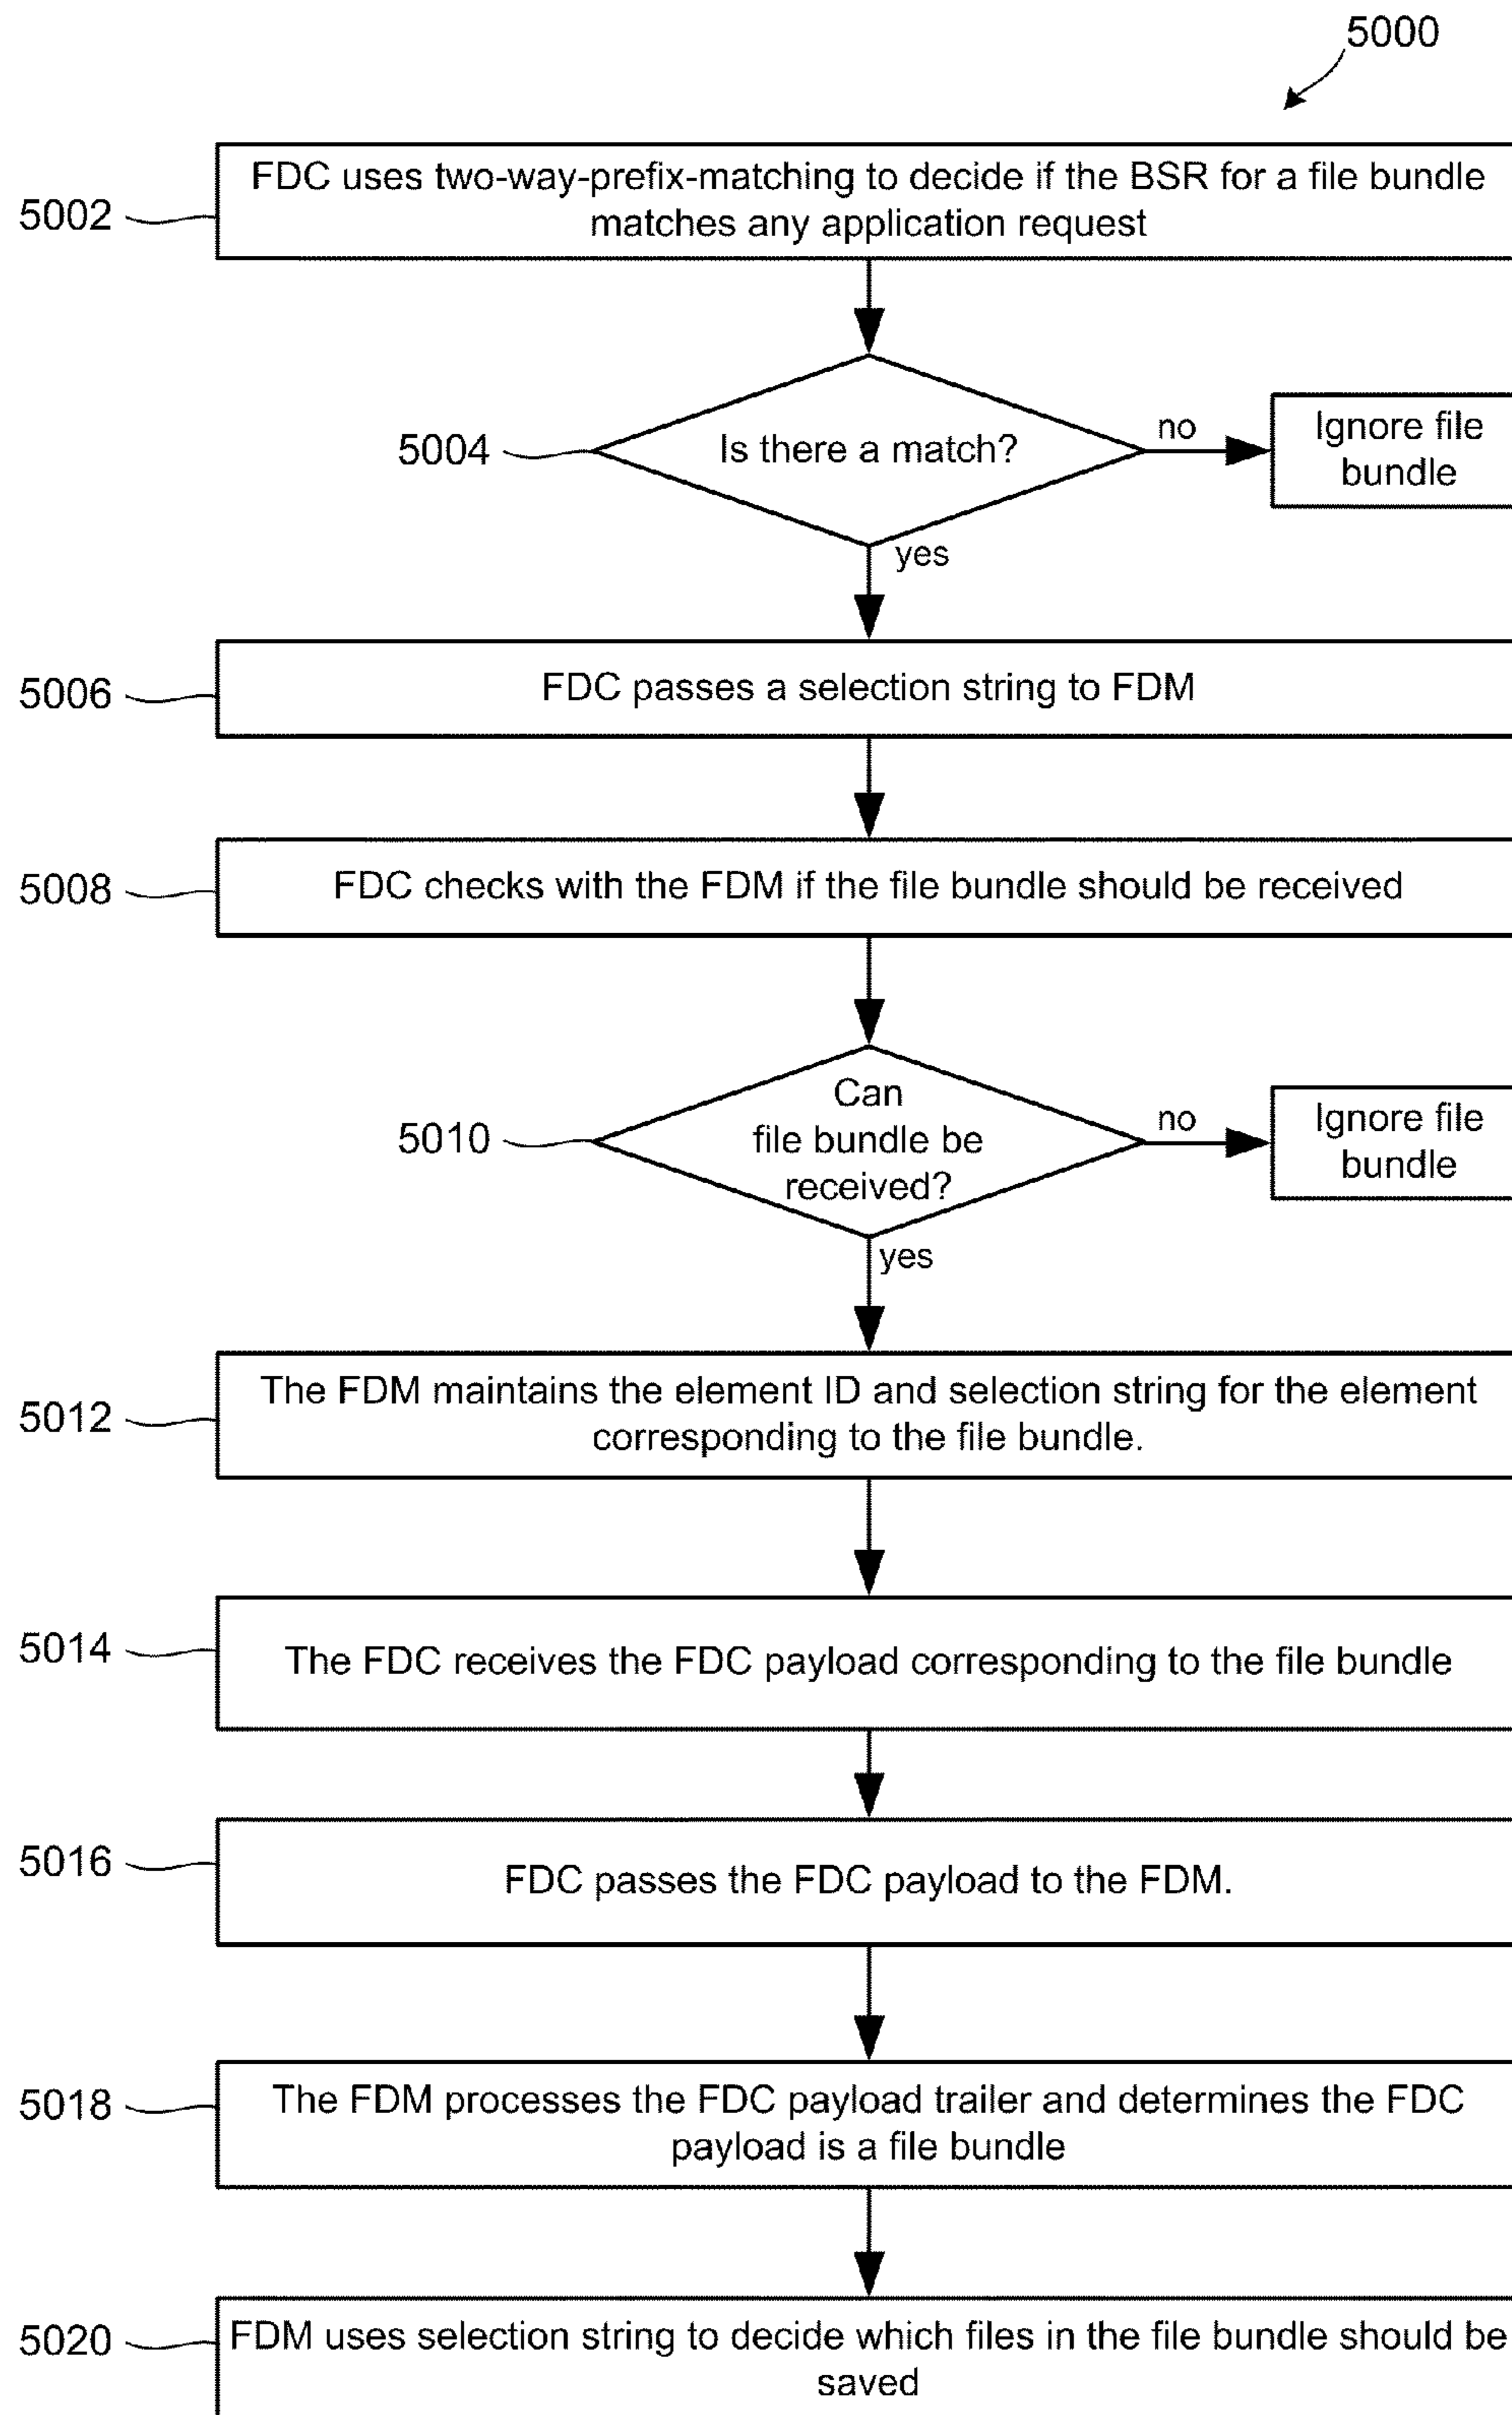 5000
5002
FDC uses two-way-prefix-matching to decide if the BSR for a file bundle
matches any application request
5004
Is there a match?
no
Ignore file
bundle
yes
5006
FDC passes a selection string to FDM
5008
FDC checks with the FDM if the file bundle should be received
5010
Can
file bundle be
received?
no
Ignore file
bundle
yes
5012
The FDM maintains the element ID and selection string for the element
corresponding to the file bundle.
5014
The FDC receives the FDC payload corresponding to the file bundle
5016
FDC passes the FDC payload to the FDM.
5018
The FDM processes the FDC payload trailer and determines the FDC
payload is a file bundle
5020
FDM uses selection string to decide which files in the file bundle should be
saved